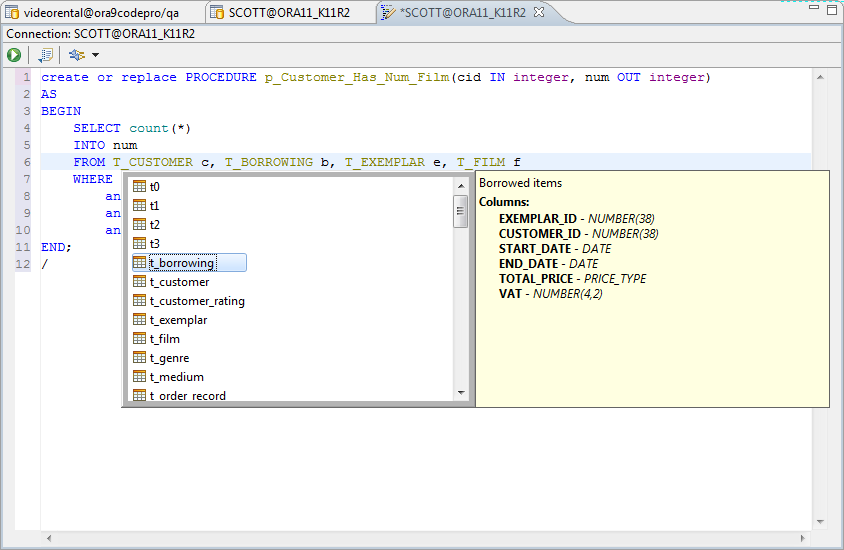 videorental@ora9codepro/qa SCOTT@ORA11_K11R2 *SCOTT@ORA11_K11R2
Connection: SCOTT@ORA11_K11R2
1 create or replace PROCEDURE p_Customer_Has_Num_Film(cid IN integer, num OUT integer)
2 AS
3 BEGIN
4 SELECT count(*)
5 INTO num
6 FROM T_CUSTOMER c, T_BORROWING b, T_EXEMPLAR e, T_FILM f
7 WHERE
8 an
9 an
10 an
11 END;
12 /
t0
t1
t2
t3
t_borrowing
t_customer
t_customer_rating
t_exemplar
t_film
t_genre
t_medium
t_order_record
Borrowed items
Columns:
EXEMPLAR_ID - NUMBER(38)
CUSTOMER_ID - NUMBER(38)
START_DATE - DATE
END_DATE - DATE
TOTAL_PRICE - PRICE_TYPE
VAT - NUMBER(4,2)